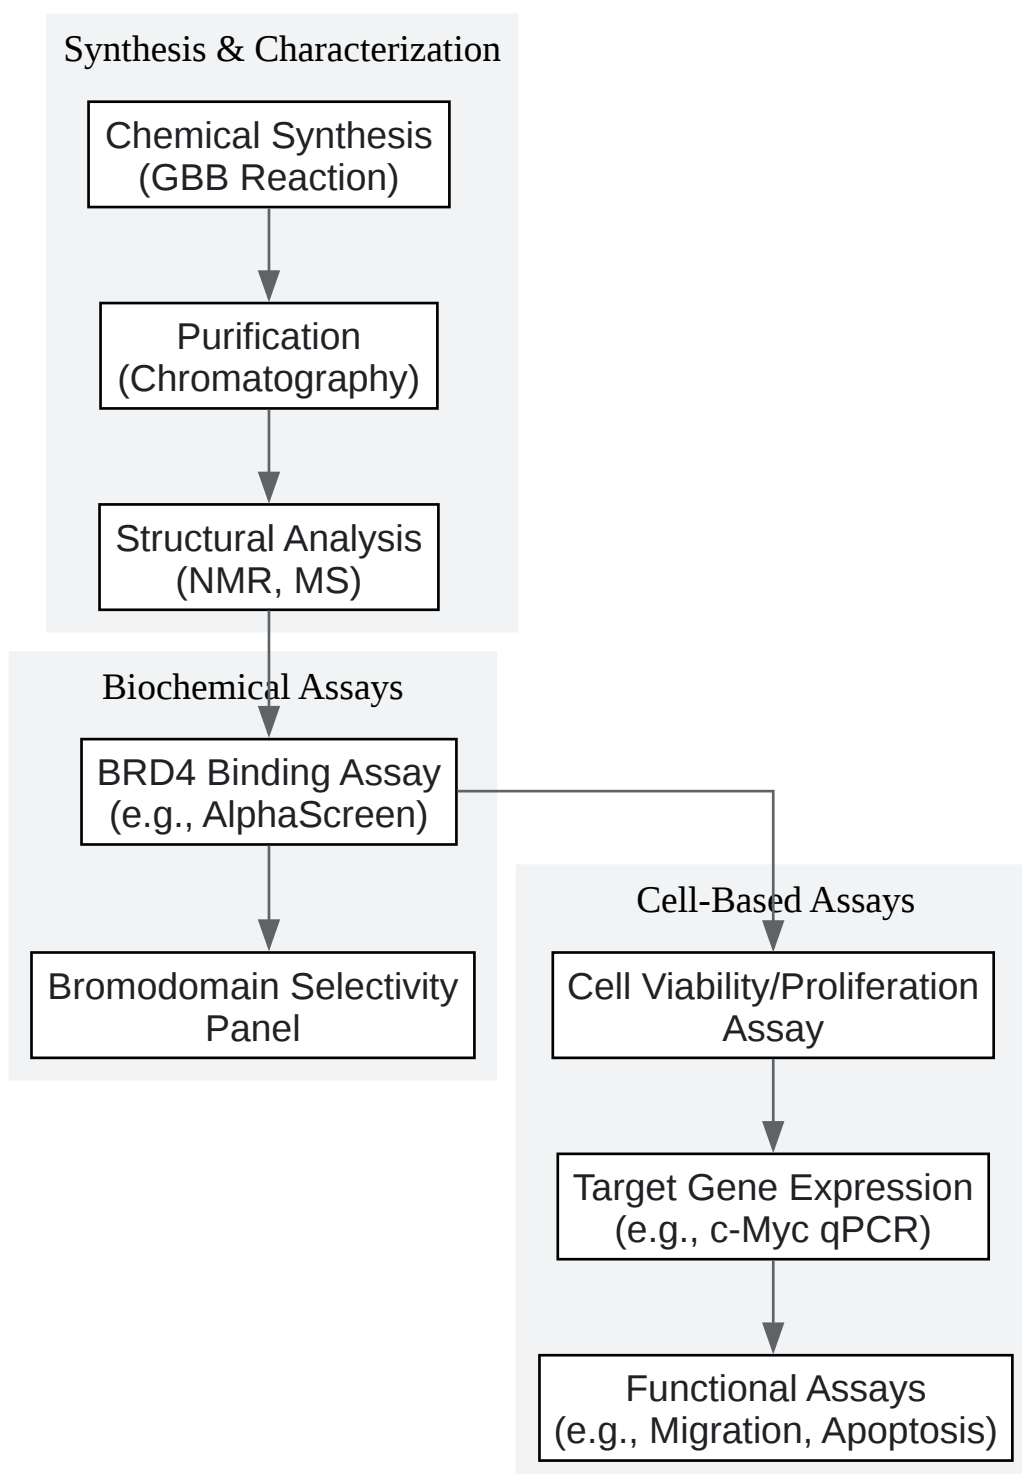 Synthesis & Characterization
Chemical Synthesis
(GBB Reaction)
Purification
(Chromatography)
Structural Analysis
(NMR, MS)
Biochemical Assays
BRD4 Binding Assay
(e.g., AlphaScreen)
Bromodomain Selectivity
Panel
Cell-Based Assays
Cell Viability/Proliferation
Assay
Target Gene Expression
(e.g., c-Myc qPCR)
Functional Assays
(e.g., Migration, Apoptosis)